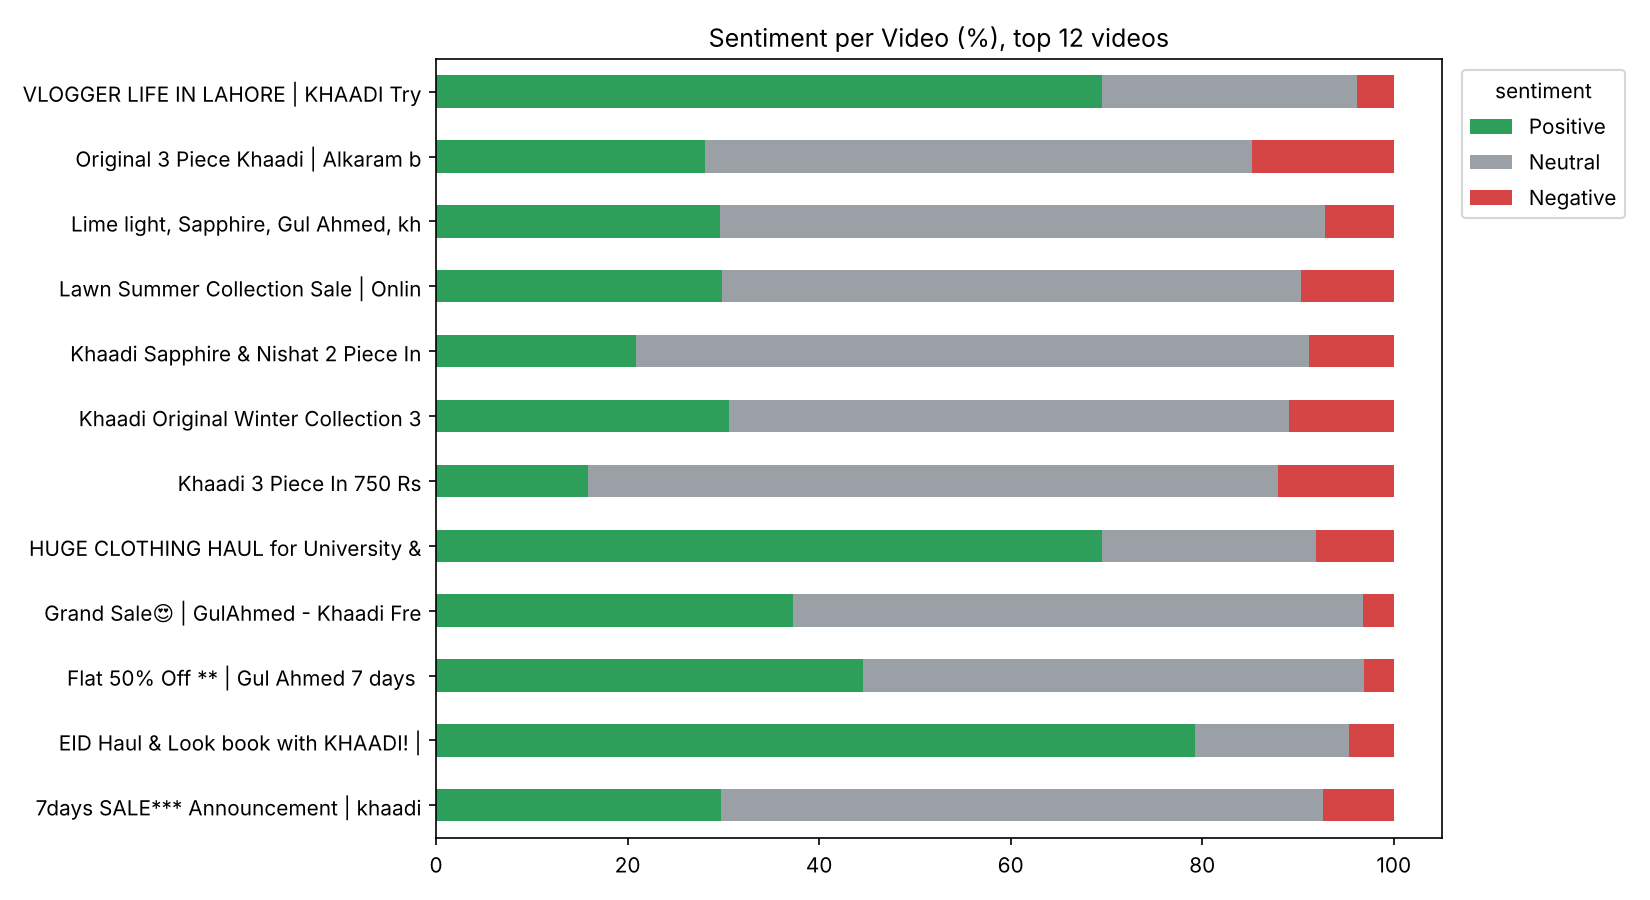 Sentiment per Video (%), top 12 videos
VLOGGER LIFE IN LAHORE | KHAADI Try
Original 3 Piece Khaadi | Alkaram b
Lime light, Sapphire, Gul Ahmed, kh
Lawn Summer Collection Sale | Onlin
Khaadi Sapphire & Nishat 2 Piece In
Khaadi Original Winter Collection 3
Khaadi 3 Piece In 750 Rs
HUGE CLOTHING HAUL for University &
Grand Sale😍 | GulAhmed - Khaadi Fre
Flat 50% Off ** | Gul Ahmed 7 days
EID Haul & Look book with KHAADI! |
7days SALE*** Announcement | khaadi
0 20 40 60 80 100
sentiment
Positive
Neutral
Negative